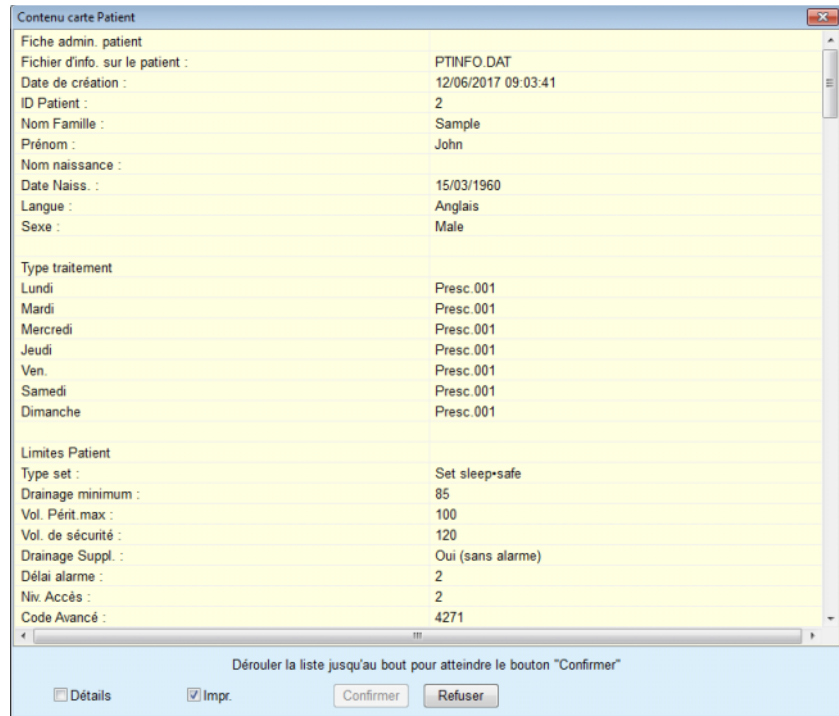 Contenu carte Patient
Fiche admin. patient
Fichier d'info. sur le patient : PTINFO.DAT
Date de création : 12/06/2017 09:03:41
ID Patient : 2
Nom Famille : Sample
Prénom : John
Nom naissance :
Date Naiss. : 15/03/1960
Langue : Anglais
Sexe : Male
Type traitement
Lundi Presc.001
Mardi Presc.001
Mercredi Presc.001
Jeudi Presc.001
Ven. Presc.001
Samedi Presc.001
Dimanche Presc.001
Limites Patient
Type set : Set sleep•safe
Drainage minimum : 85
Vol. Périt.max : 100
Vol. de sécurité : 120
Drainage Suppl. : Oui (sans alarme)
Délai alarme : 2
Niv. Accès : 2
Code Avancé : 4271
Dérouler la liste jusqu'au bout pour atteindre le bouton "Confirmer"
Détails Impr. Confirmer Refuser